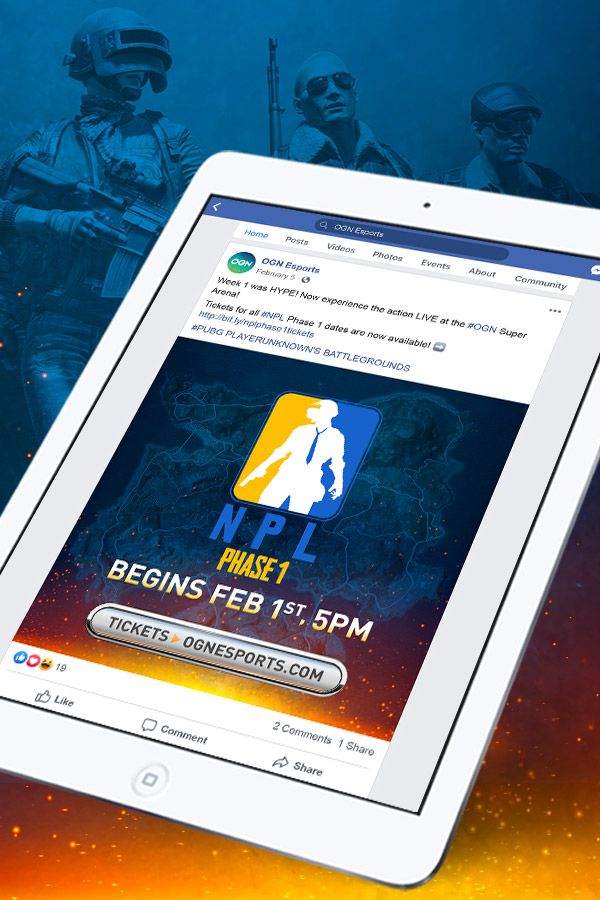 OGN Esports
Home Posts Videos Photos Events About Community
OGN
OGN Esports
February 5
Week 1 was HYPE! Now experience the action LIVE at the #OGN Super
Arena!
Tickets for all #NPL Phase 1 dates are now available!
http://bit.ly/nplphase1tickets
#PUBG PLAYERUNKNOWN'S BATTLEGROUNDS
NPL
PHASE 1
BEGINS FEB 1ST, 5PM
TICKETS OGNESPORTS.COM
19
2 Comments 1 Share
Like Comment Share